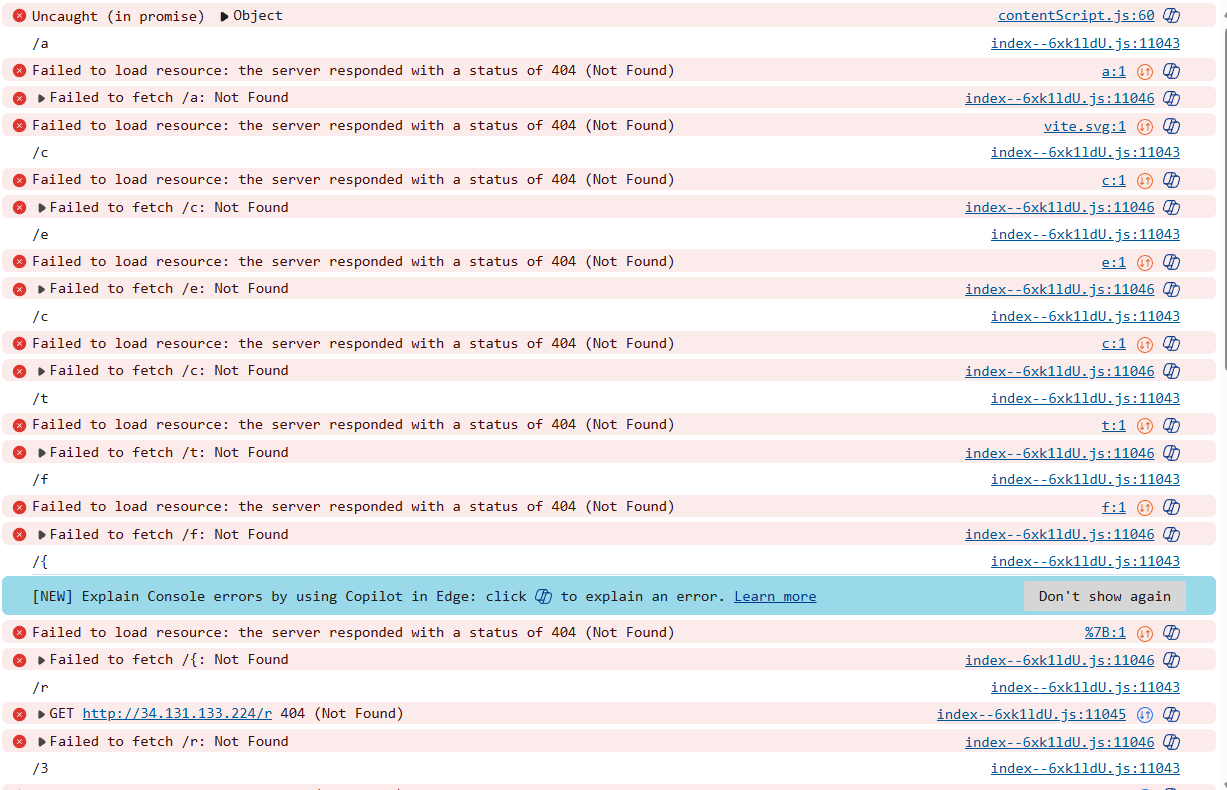 Uncaught (in promise) Object contentScript.js:60
/a index--6xk1ldU.js:11043
Failed to load resource: the server responded with a status of 404 (Not Found) a:1
Failed to fetch /a: Not Found index--6xk1ldU.js:11046
Failed to load resource: the server responded with a status of 404 (Not Found) vite.svg:1
/c index--6xk1ldU.js:11043
Failed to load resource: the server responded with a status of 404 (Not Found) c:1
Failed to fetch /c: Not Found index--6xk1ldU.js:11046
/e index--6xk1ldU.js:11043
Failed to load resource: the server responded with a status of 404 (Not Found) e:1
Failed to fetch /e: Not Found index--6xk1ldU.js:11046
/c index--6xk1ldU.js:11043
Failed to load resource: the server responded with a status of 404 (Not Found) c:1
Failed to fetch /c: Not Found index--6xk1ldU.js:11046
/t index--6xk1ldU.js:11043
Failed to load resource: the server responded with a status of 404 (Not Found) t:1
Failed to fetch /t: Not Found index--6xk1ldU.js:11046
/f index--6xk1ldU.js:11043
Failed to load resource: the server responded with a status of 404 (Not Found) f:1
Failed to fetch /f: Not Found index--6xk1ldU.js:11046
/{ index--6xk1ldU.js:11043
[NEW] Explain Console errors by using Copilot in Edge: click to explain an error. Learn more Don't show again
Failed to load resource: the server responded with a status of 404 (Not Found) %7B:1
Failed to fetch /{: Not Found index--6xk1ldU.js:11046
/r index--6xk1ldU.js:11043
GET http://34.131.133.224/r 404 (Not Found) index--6xk1ldU.js:11045
Failed to fetch /r: Not Found index--6xk1ldU.js:11046
/3 index--6xk1ldU.js:11043